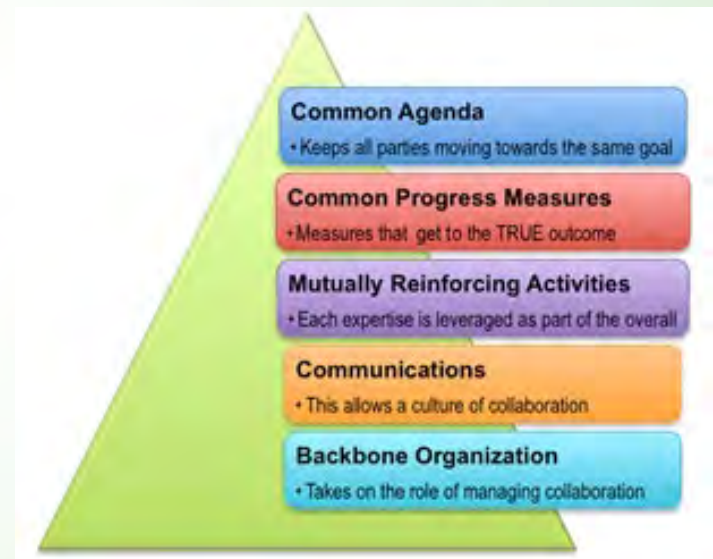 Common Agenda
• Keeps all parties moving towards the same goal
Common Progress Measures
• Measures that get to the TRUE outcome
Mutually Reinforcing Activities
• Each expertise is leveraged as part of the overall
Communications
• This allows a culture of collaboration
Backbone Organization
• Takes on the role of managing collaboration